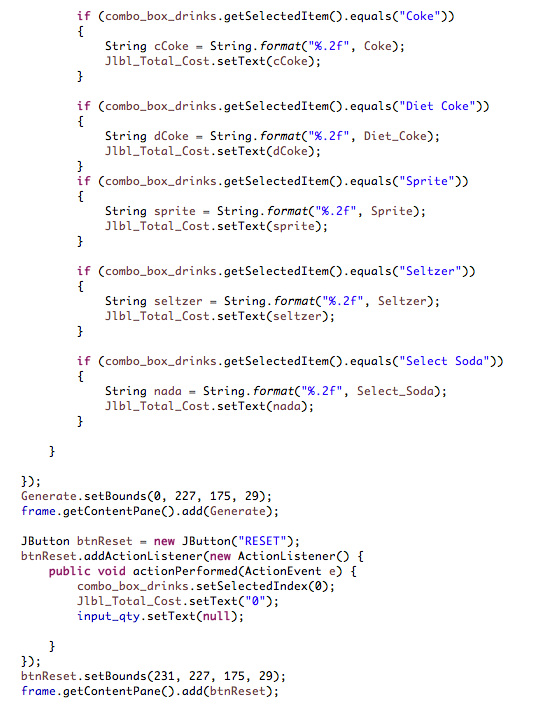 if (combo_box_drinks.getSelectedItem().equals("Coke"))
{
String cCoke = String.format("%.2f", Coke);
Jlbl_Total_Cost.setText(cCoke);
}
if (combo_box_drinks.getSelectedItem().equals("Diet Coke"))
{
String dCoke = String.format("%.2f", Diet_Coke);
Jlbl_Total_Cost.setText(dCoke);
}
if (combo_box_drinks.getSelectedItem().equals("Sprite"))
{
String sprite = String.format("%.2f", Sprite);
Jlbl_Total_Cost.setText(sprite);
}
if (combo_box_drinks.getSelectedItem().equals("Seltzer"))
{
String seltzer = String.format("%.2f", Seltzer);
Jlbl_Total_Cost.setText(seltzer);
}
if (combo_box_drinks.getSelectedItem().equals("Select Soda"))
{
String nada = String.format("%.2f", Select_Soda);
Jlbl_Total_Cost.setText(nada);
}
}
});
Generate.setBounds(0, 227, 175, 29);
frame.getContentPane().add(Generate);
JButton btnReset = new JButton("RESET");
btnReset.addActionListener(new ActionListener() {
public void actionPerformed(ActionEvent e) {
combo_box_drinks.setSelectedIndex(0);
Jlbl_Total_Cost.setText("0");
input_qty.setText(null);
}
});
btnReset.setBounds(231, 227, 175, 29);
frame.getContentPane().add(btnReset);